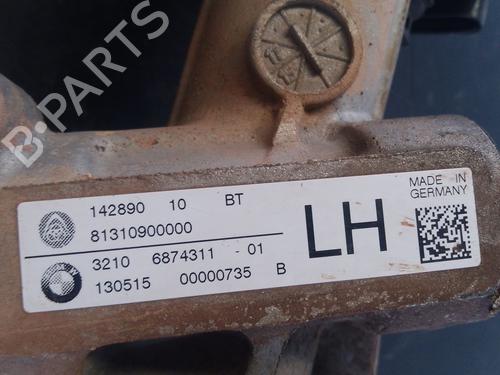 B-PARTS
142890 10 BT
81310900000
3210 6874311 - 01
130515 00000735 B
LH
MADE IN
GERMANY